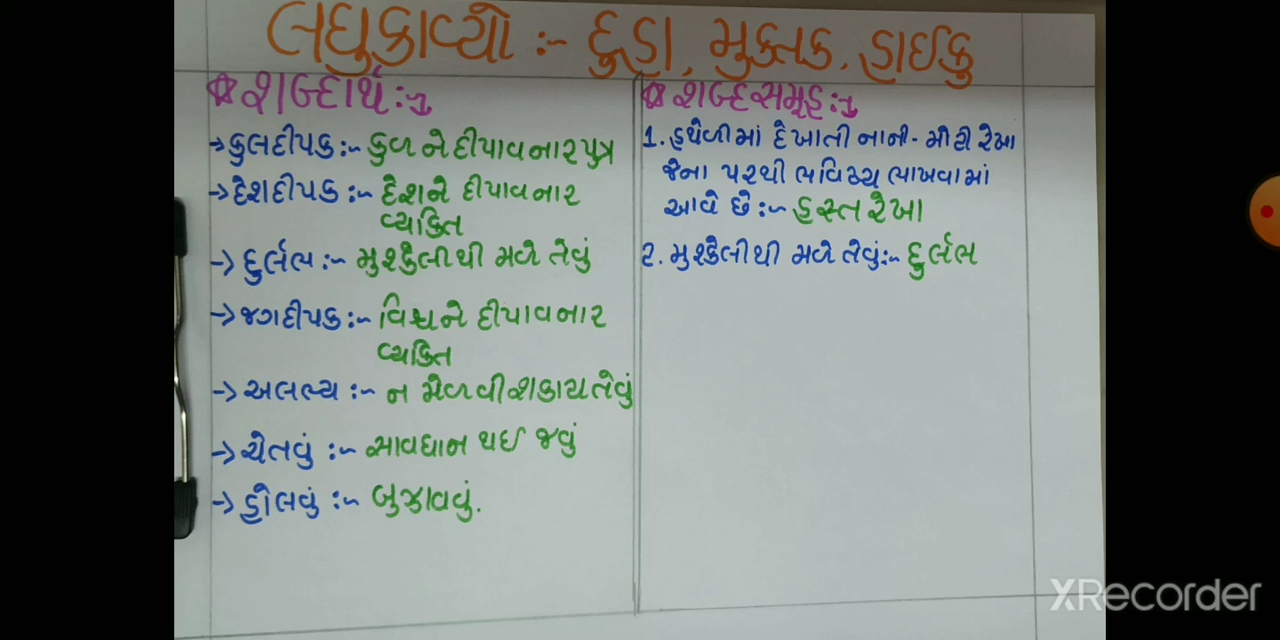 લઘુકાવ્યો :- દુહા, મુક્તક, હાઈકુ
શબ્દાર્થ :-
→ કુલદીપક :- કુળ ને દીપાવનાર પુત્ર
→ દેશદીપક :- દેશને દીપાવનાર
વ્યક્તિ
→ દુર્લભ :- મુશ્કેલીથી મળે તેવું
→ જગદીપક :- વિશ્વને દીપાવનાર
વ્યક્તિ
→ અલભ્ય :- ન મેળવી શકાય તેવું
→ ચેતવું :- સાવધાન થઈ જવું
→ હોલવું :- બુઝાવવું.
શબ્દસમૂહ :-
1. હથેળીમાં દેખાતી નાની - મોટી રેખા
જેના પરથી ભવિષ્ય ભાખવામાં
આવે છે :- હસ્તરેખા
2. મુશ્કેલીથી મળે તેવું :- દુર્લભ
XRecorder